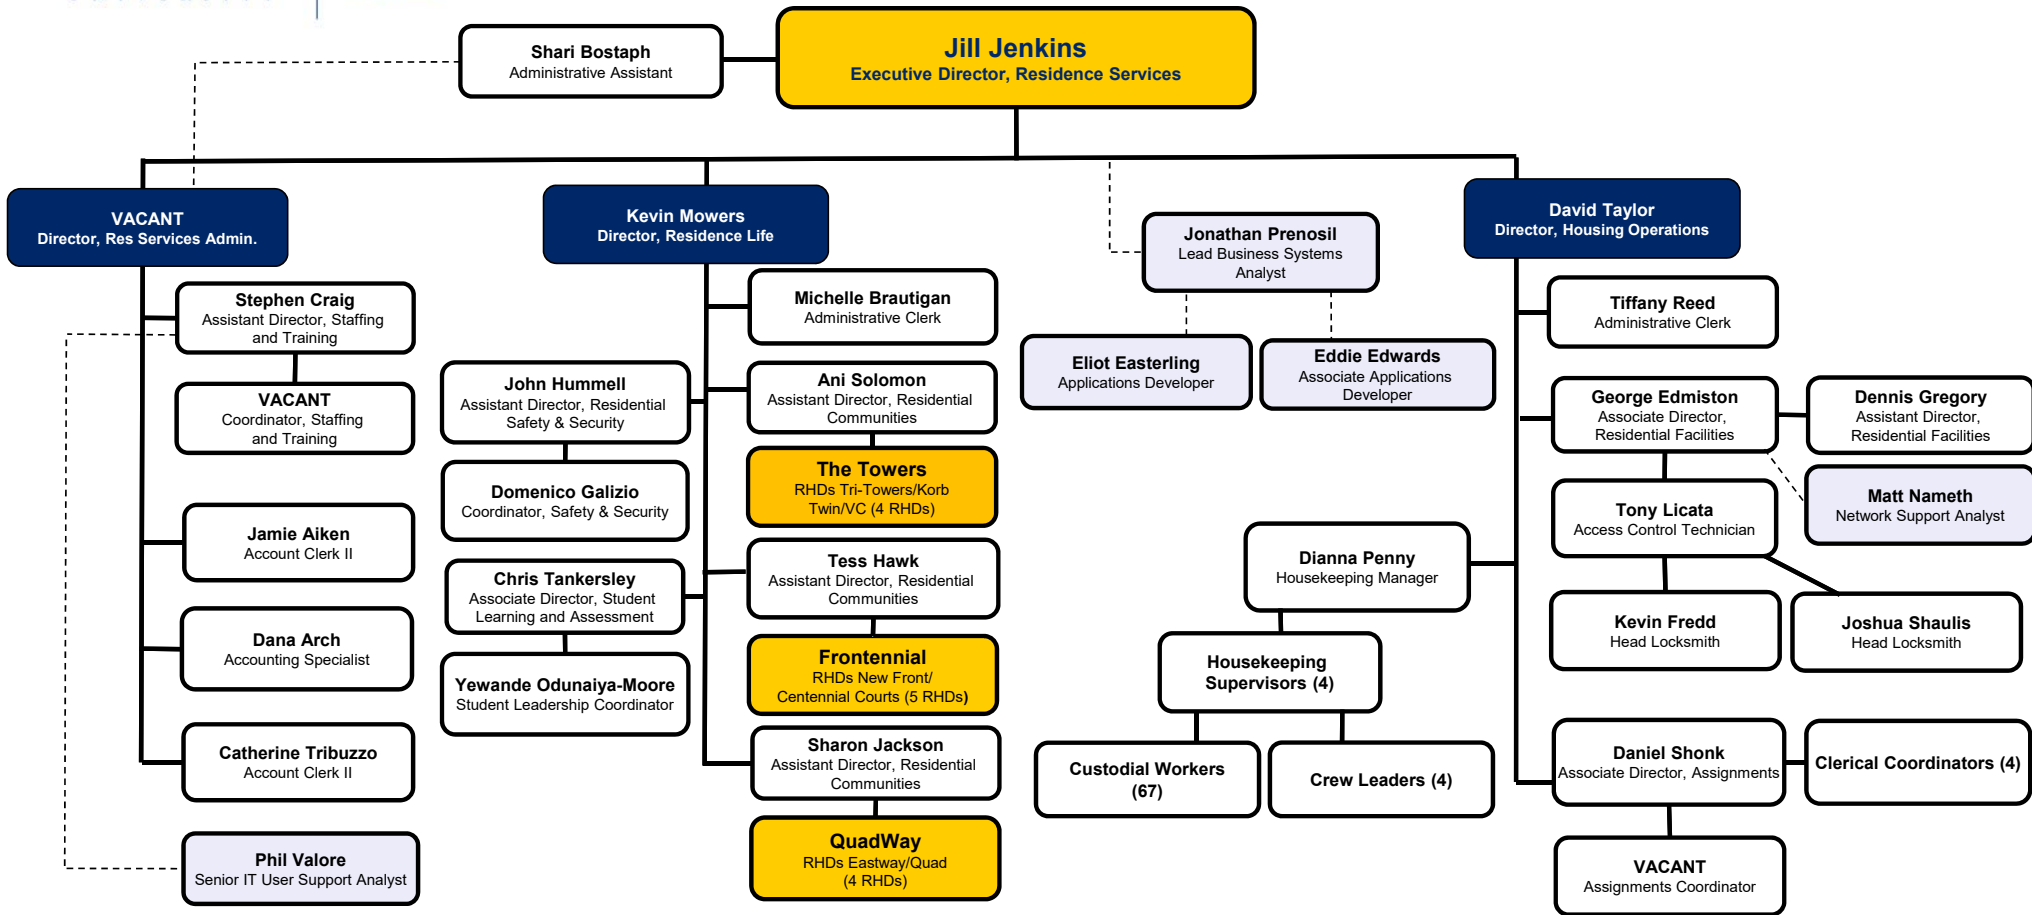 Jill Jenkins
Executive Director, Residence Services
Shari Bostaph
Administrative Assistant
VACANT
Director, Res Services Admin.
Stephen Craig
Assistant Director, Staffing
and Training
VACANT
Coordinator, Staffing
and Training
Jamie Aiken
Account Clerk II
Dana Arch
Accounting Specialist
Catherine Tribuzzo
Account Clerk II
Phil Valore
Senior IT User Support Analyst
Kevin Mowers
Director, Residence Life
Michelle Brautigan
Administrative Clerk
John Hummell
Assistant Director, Residential
Safety & Security
Domenico Galizio
Coordinator, Safety & Security
Ani Solomon
Assistant Director, Residential
Communities
The Towers
RHDs Tri-Towers/Korb
Twin/VC (4 RHDs)
Chris Tankersley
Associate Director, Student
Learning and Assessment
Yewande Odunaiya-Moore
Student Leadership Coordinator
Tess Hawk
Assistant Director, Residential
Communities
Frontennial
RHDs New Front/
Centennial Courts (5 RHDs)
Sharon Jackson
Assistant Director, Residential
Communities
QuadWay
RHDs Eastway/Quad
(4 RHDs)
Jonathan Prenosil
Lead Business Systems
Analyst
Eliot Easterling
Applications Developer
Eddie Edwards
Associate Applications
Developer
David Taylor
Director, Housing Operations
Tiffany Reed
Administrative Clerk
George Edmiston
Associate Director,
Residential Facilities
Dennis Gregory
Assistant Director,
Residential Facilities
Matt Nameth
Network Support Analyst
Tony Licata
Access Control Technician
Kevin Fredd
Head Locksmith
Joshua Shaulis
Head Locksmith
Dianna Penny
Housekeeping Manager
Housekeeping
Supervisors (4)
Custodial Workers
(67)
Crew Leaders (4)
Daniel Shonk
Associate Director, Assignments
Clerical Coordinators (4)
VACANT
Assignments Coordinator